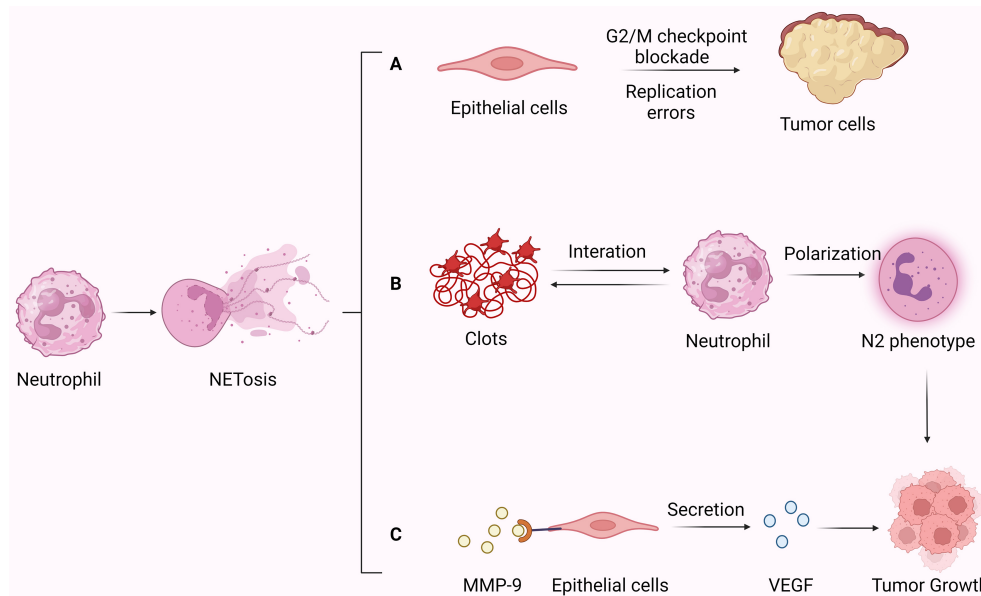 A
G2/M checkpoint
blockade
Replication
errors
Epithelial cells
Tumor cells
B
Interation
Polarization
Clots
Neutrophil
N2 phenotype
Neutrophil
NETosis
C
Secretion
MMP-9
Epithelial cells
VEGF
Tumor Growth